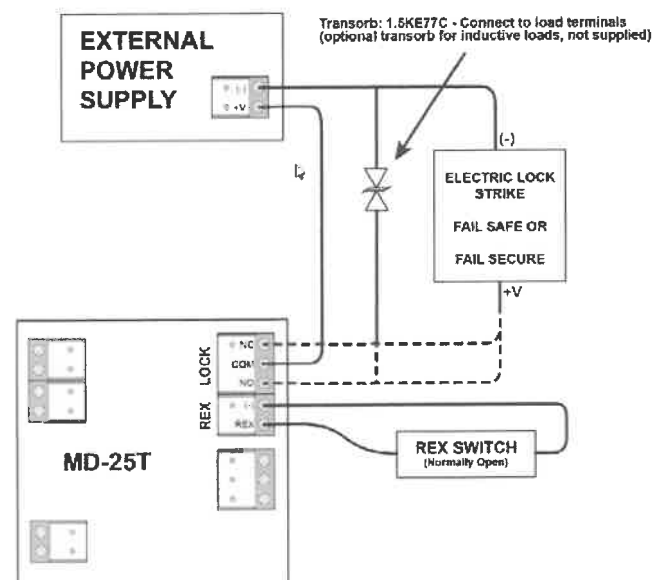 Transorb: 1.5KE77C - Connect to load terminals
(optional transorb for inductive loads, not supplied)
EXTERNAL
POWER
SUPPLY
(-)
+V
(-)
ELECTRIC LOCK
STRIKE
FAIL SAFE OR
FAIL SECURE
+V
LOCK
NC
COM
NO
REX
(-)
REX
MD-25T
REX SWITCH
(Normally Open)